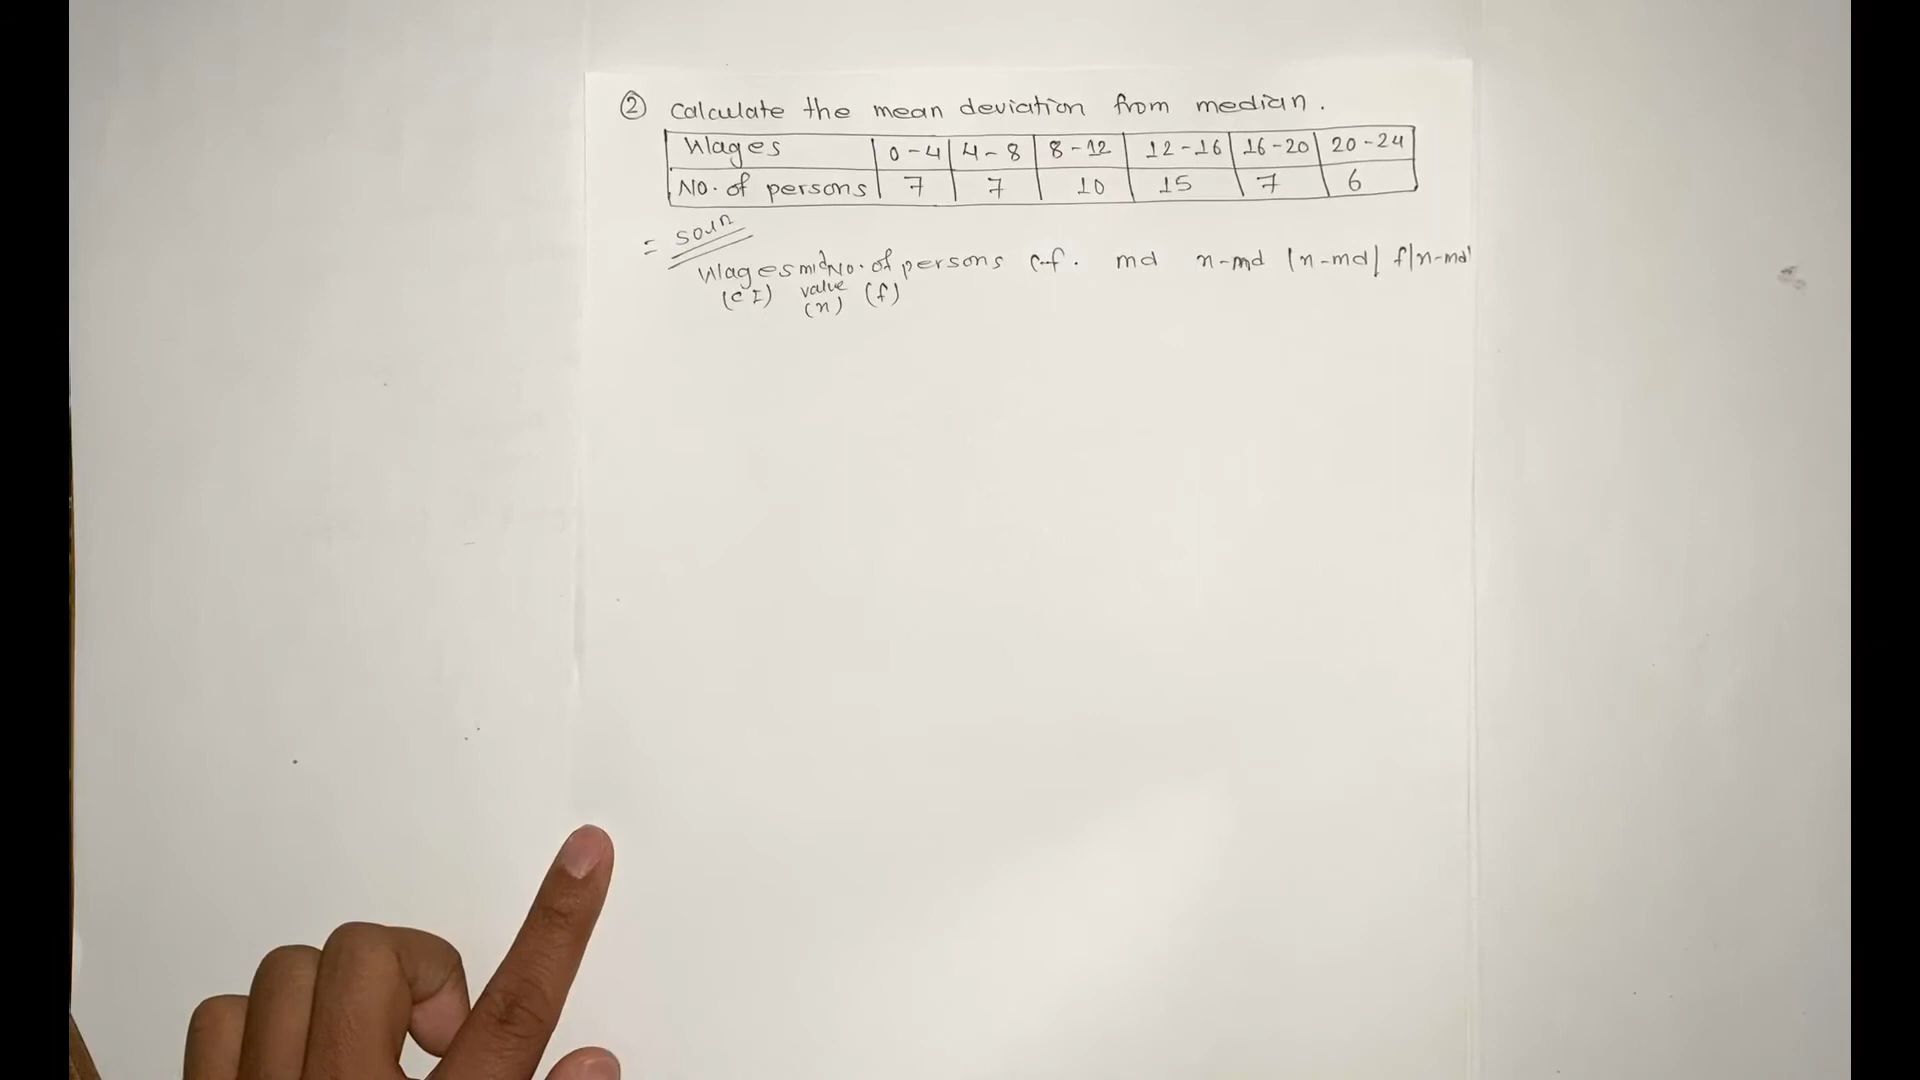 ② calculate the mean deviation from median.
Wages 0-4 4-8 8-12 12-16 16-20 20-24
No. of persons 7 7 10 15 7 6
= Soln
Wages mid No. of persons c.f. md x-md |x-md| f|x-md|
(CI) value (f)
(x)